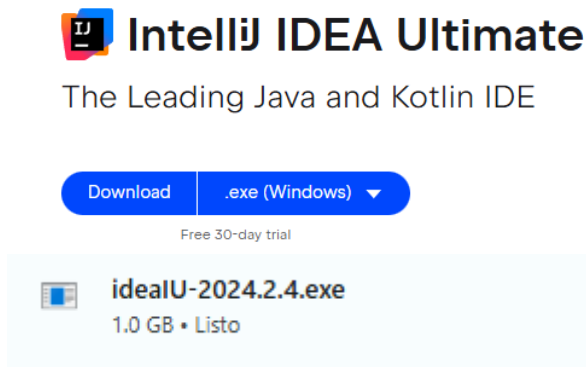 IJ
IntelliJ IDEA Ultimate
The Leading Java and Kotlin IDE
Download .exe (Windows)
Free 30-day trial
ideaIU-2024.2.4.exe
1.0 GB • Listo